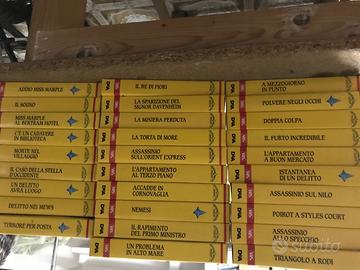 ADDIO MISS MARPLE
IL SOGNO
MISS MARPLE
AL BERTRAM HOTEL
C'È UN CADAVERE
IN BIBLIOTECA
MORTE NEL
VILLAGGIO
IL CASO DELLA STELLA
D'OCCIDENTE
UN DELITTO
AVRÀ LUOGO
DELITTO NEI MEWS
TERRORE PER POSTA
IL RE DI FIORI
LA SPARIZIONE DEL
SIGNOR DAVENHEIM
LA MINIERA PERDUTA
LA TORTA DI MORE
ASSASSINIO
SULL'ORIENT EXPRESS
L'APPARTAMENTO
AL TERZO PIANO
ACCADDE IN
CORNOVAGLIA
NEMESI
IL RAPIMENTO DEL
PRIMO MINISTRO
UN PROBLEMA
IN ALTO MARE
A MEZZOGIORNO
IN PUNTO
POLVERE NEGLI OCCHI
DOPPIA COLPA
IL FURTO INCREDIBILE
L'APPARTAMENTO
A BUON MERCATO
ISTANTANEA
DI UN DELITTO
ASSASSINIO SUL NILO
POIROT A STYLES COURT
ASSASSINIO
ALLO SPECCHIO
TRIANGOLO A RODI
subito